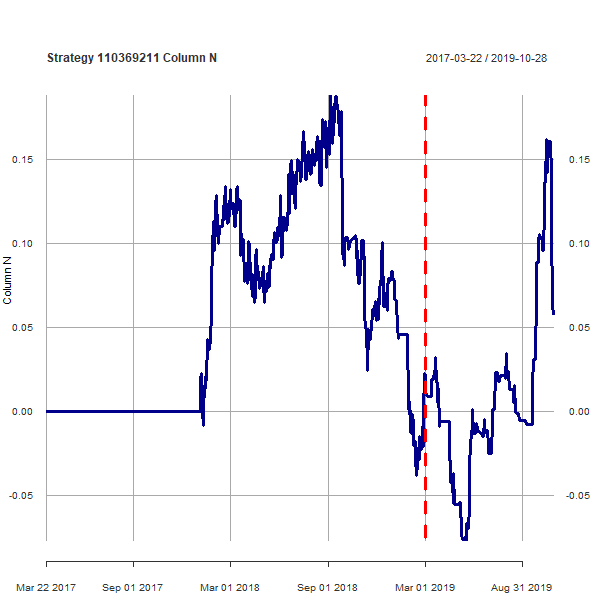 Strategy 110369211 Column N 2017-03-22 / 2019-10-28
Column N
0.15 0.15
0.10 0.10
0.05 0.05
0.00 0.00
-0.05 -0.05
Mar 22 2017 Sep 01 2017 Mar 01 2018 Sep 01 2018 Mar 01 2019 Aug 31 2019